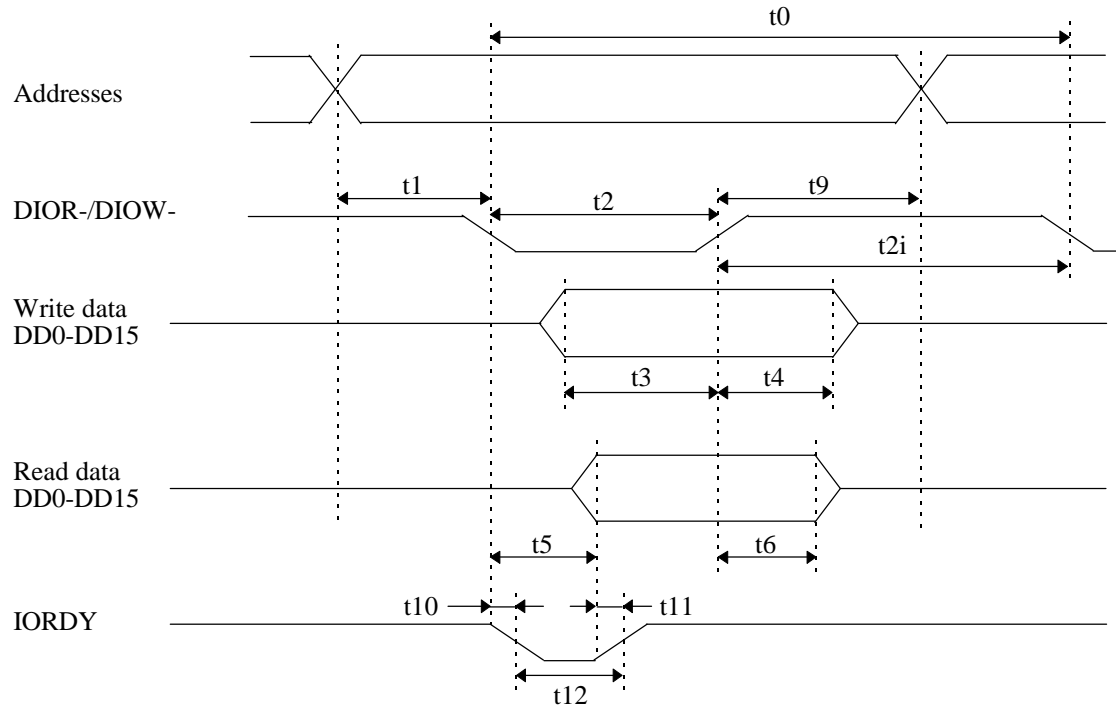 t0
Addresses
t1
t2
t9
DIOR-/DIOW-
t2i
Write data
DD0-DD15
t3
t4
Read data
DD0-DD15
t5
t6
t10
t11
IORDY
t12